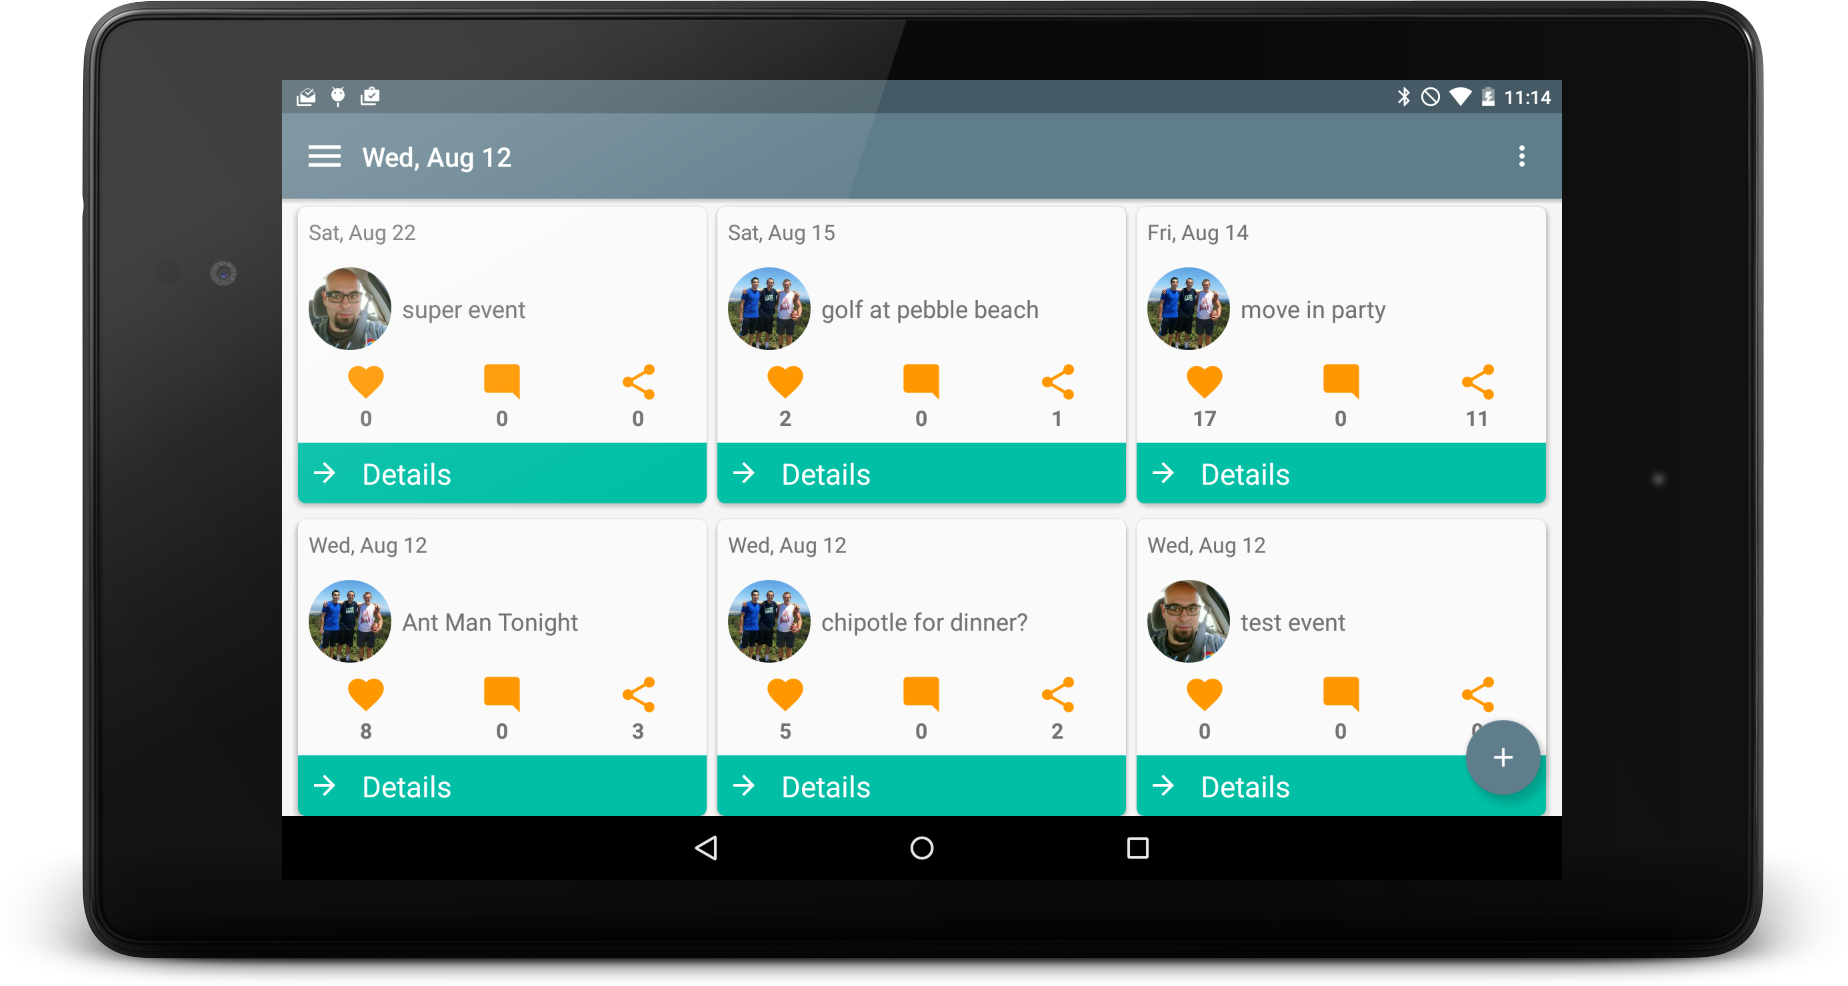 11:14
Wed, Aug 12
Sat, Aug 22
super event
0 0 0
Details
Sat, Aug 15
golf at pebble beach
2 0 1
Details
Fri, Aug 14
move in party
17 0 11
Details
Wed, Aug 12
Ant Man Tonight
8 0 3
Details
Wed, Aug 12
chipotle for dinner?
5 0 2
Details
Wed, Aug 12
test event
0 0
Details